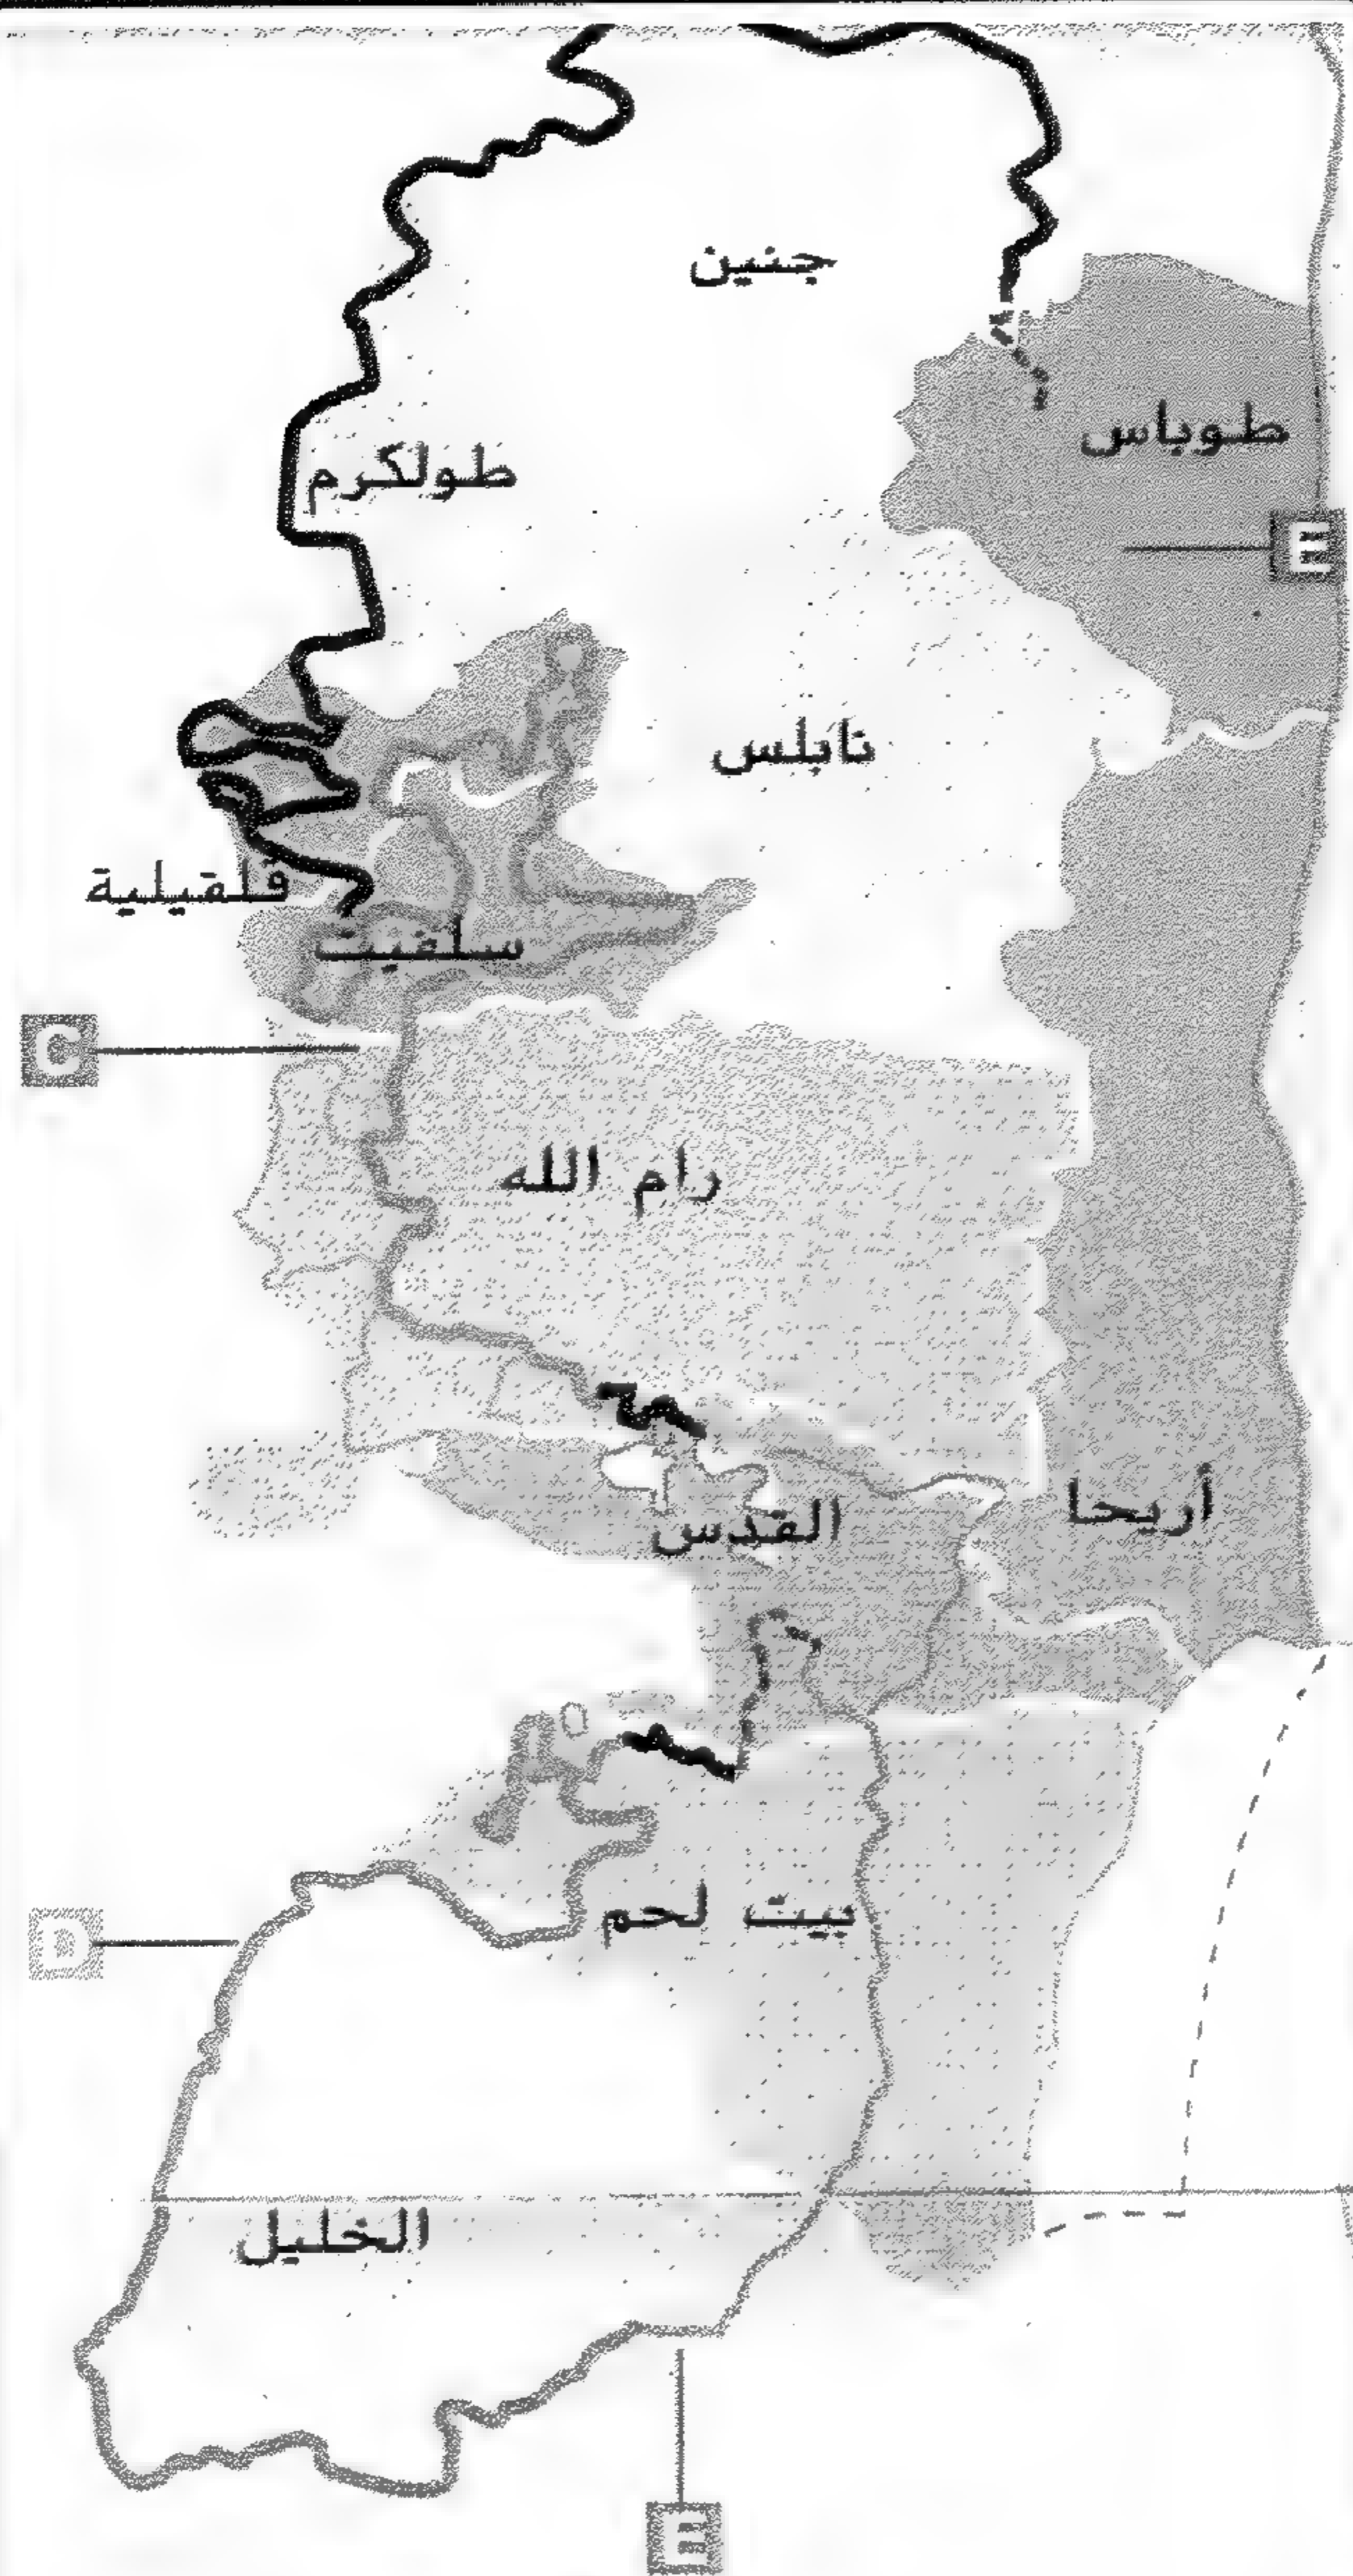 جنين
طوباس
طولكرم
E
نابلس
قلقيلية
سلفيت
C
رام الله
أريحا
القدس
بيت لحم
D
الخليل
E